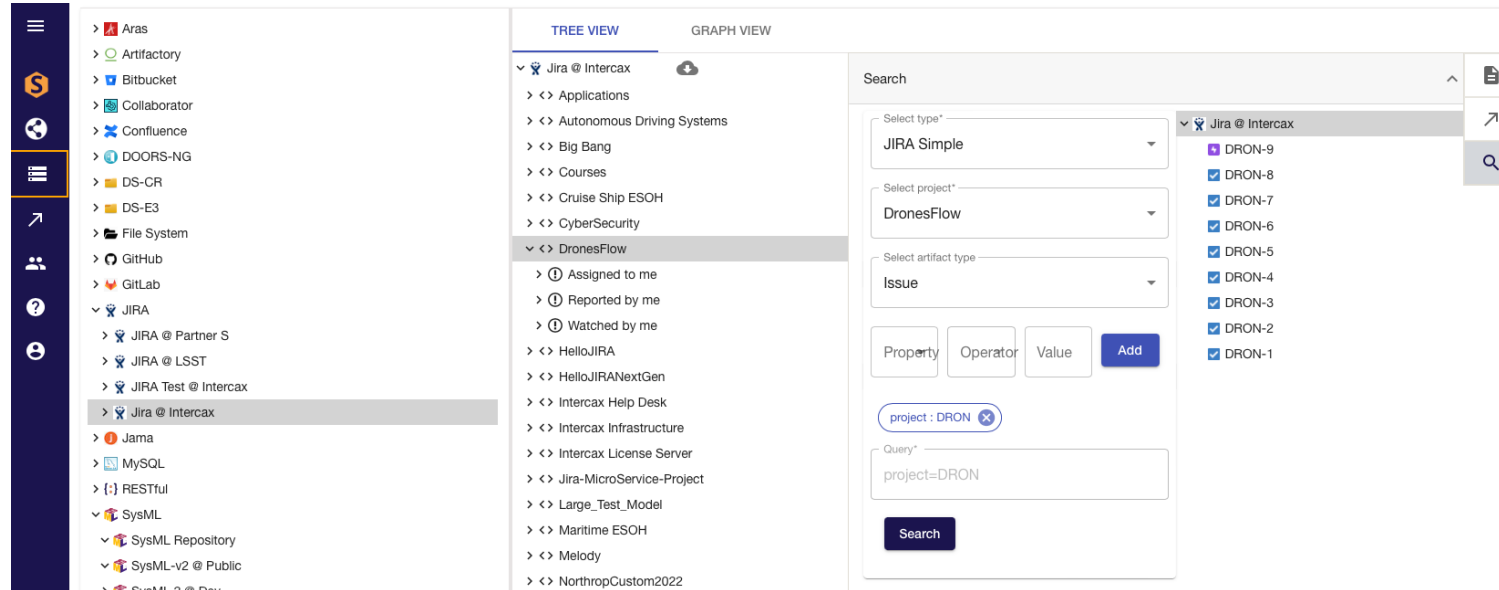 Aras
Artifactory
Bitbucket
Collaborator
Confluence
DOORS-NG
DS-CR
DS-E3
File System
GitHub
GitLab
JIRA
JIRA @ Partner S
JIRA @ LSST
JIRA Test @ Intercax
Jira @ Intercax
Jama
MySQL
RESTful
SysML
SysML Repository
SysML-v2 @ Public
TREE VIEW GRAPH VIEW
Jira @ Intercax
Applications
Autonomous Driving Systems
Big Bang
Courses
Cruise Ship ESOH
CyberSecurity
DronesFlow
Assigned to me
Reported by me
Watched by me
HelloJIRA
HelloJIRANextGen
Intercax Help Desk
Intercax Infrastructure
Intercax License Server
Jira-MicroService-Project
Large_Test_Model
Maritime ESOH
Melody
NorthropCustom2022
Search
Select type*
JIRA Simple
Select project*
DronesFlow
Select artifact type
Issue
Property Operator Value Add
project : DRON
Query*
project=DRON
Search
Jira @ Intercax
DRON-9
DRON-8
DRON-7
DRON-6
DRON-5
DRON-4
DRON-3
DRON-2
DRON-1